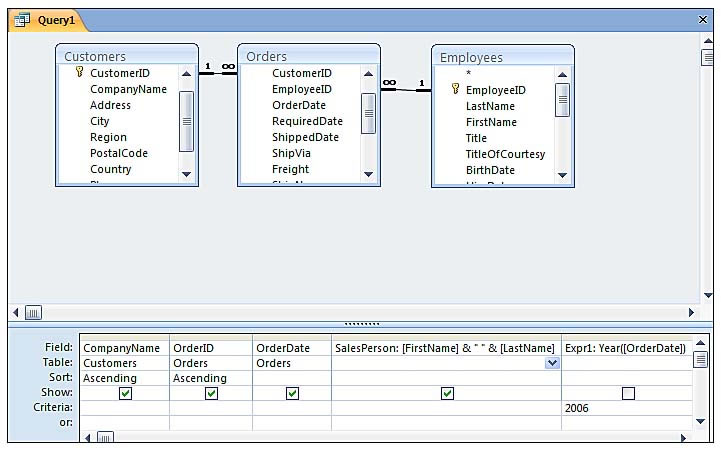 Query1
Customers
CustomerID
CompanyName
Address
City
Region
PostalCode
Country
1 ∞
Orders
CustomerID
EmployeeID
OrderDate
RequiredDate
ShippedDate
ShipVia
Freight
∞ 1
Employees
*
EmployeeID
LastName
FirstName
Title
TitleOfCourtesy
BirthDate
Field: CompanyName OrderID OrderDate SalesPerson: [FirstName] & " " & [LastName] Expr1: Year([OrderDate])
Table: Customers Orders Orders
Sort: Ascending Ascending
Show:
Criteria: 2006
or: